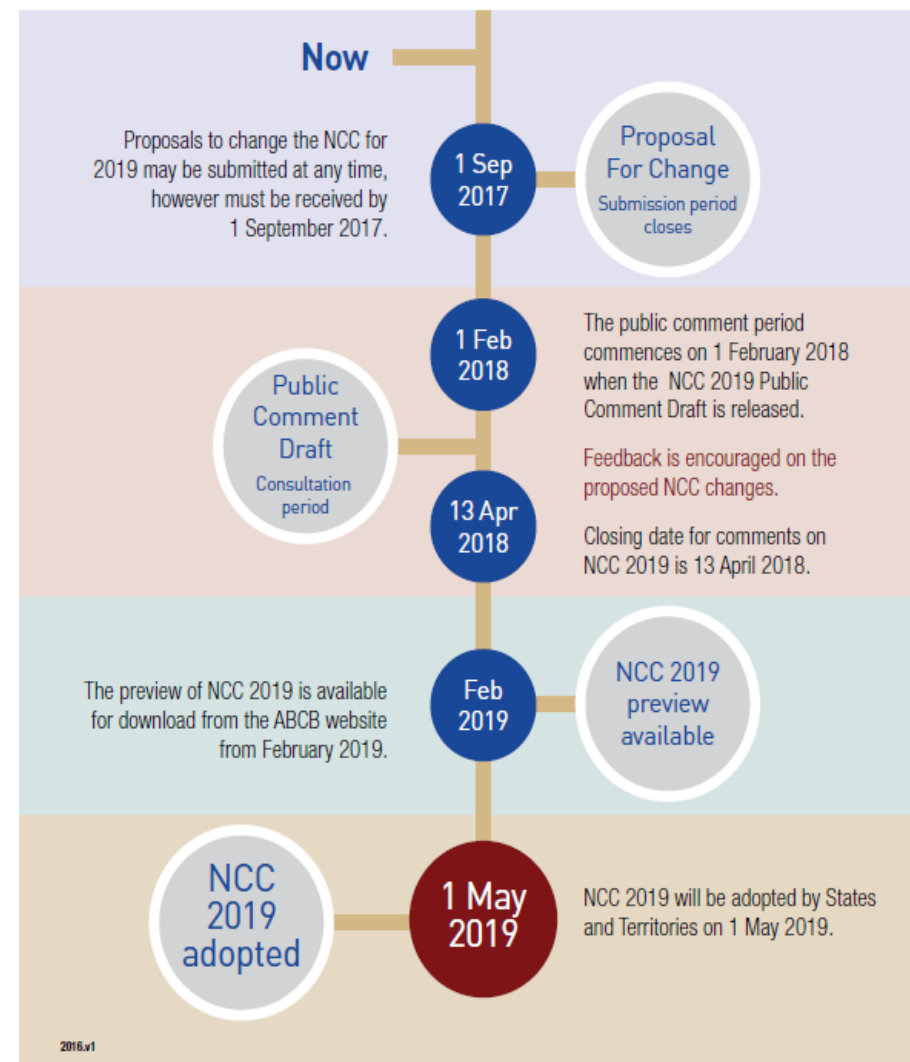 Now
Proposals to change the NCC for
2019 may be submitted at any time,
however must be received by
1 September 2017.
1 Sep
2017
Proposal
For Change
Submission period
closes
1 Feb
2018
The public comment period
commences on 1 February 2018
when the NCC 2019 Public
Comment Draft is released.
Public
Comment
Draft
Consultation
period
Feedback is encouraged on the
proposed NCC changes.
13 Apr
2018
Closing date for comments on
NCC 2019 is 13 April 2018.
The preview of NCC 2019 is available
for download from the ABCB website
from February 2019.
Feb
2019
NCC 2019
preview
available
NCC
2019
adopted
1 May
2019
NCC 2019 will be adopted by States
and Territories on 1 May 2019.
2016.v1